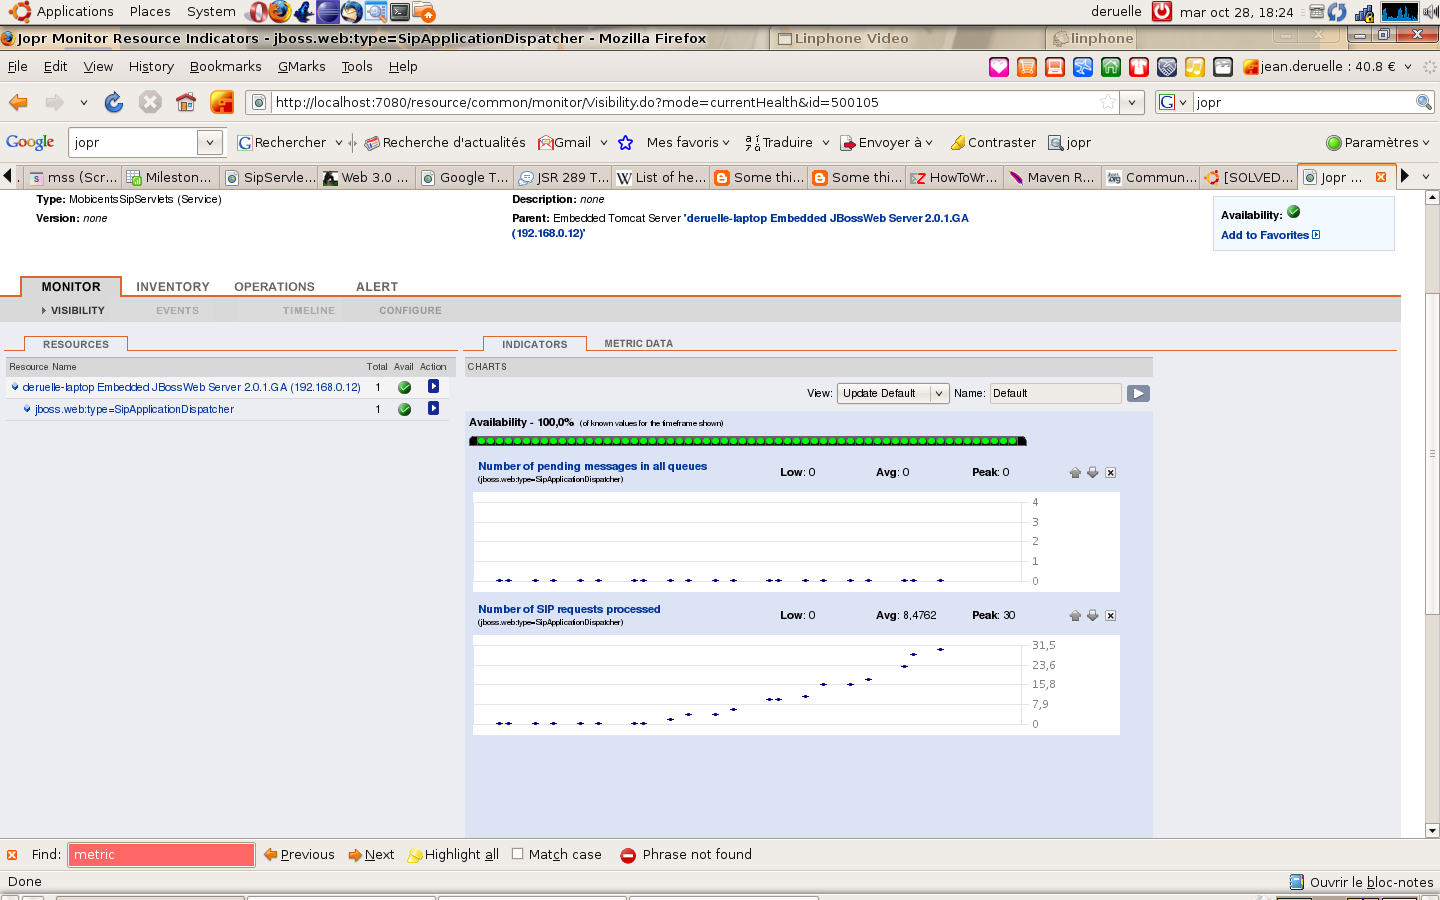 Applications Places System deruelle mar oct 28, 18:24
Jopr Monitor Resource Indicators - jboss.web:type=SipApplicationDispatcher - Mozilla Firefox Linphone Video linphone
File Edit View History Bookmarks GMarks Tools Help jean.deruelle : 40.8 €
http://localhost:7080/resource/common/monitor/Visibility.do?mode=currentHealth&id=500105 jopr
Google jopr Rechercher Recherche d'actualités Gmail Mes favoris Traduire Envoyer à Contraster jopr Paramètres
mss (Scr... Mileston... SipServle... Web 3.0 ... Google T... JSR 289 T... List of he... Some thi... Some thi... HowToWr... Maven R... Commun... [SOLVED... Jopr ...
Type: MobicentsSipServlets (Service) Description: none
Version: none Parent: Embedded Tomcat Server 'deruelle-laptop Embedded JBossWeb Server 2.0.1.GA
(192.168.0.12)'
Availability:
Add to Favorites
MONITOR INVENTORY OPERATIONS ALERT
VISIBILITY EVENTS TIMELINE CONFIGURE
RESOURCES
Resource Name Total Avail Action
deruelle-laptop Embedded JBossWeb Server 2.0.1.GA (192.168.0.12) 1
jboss.web:type=SipApplicationDispatcher 1
INDICATORS METRIC DATA
CHARTS
View: Update Default Name: Default
Availability - 100,0% (of known values for the timeframe shown)
Number of pending messages in all queues Low: 0 Avg: 0 Peak: 0
(jboss.web:type=SipApplicationDispatcher)
4
3
2
1
0
Number of SIP requests processed Low: 0 Avg: 8,4762 Peak: 30
(jboss.web:type=SipApplicationDispatcher)
31,5
23,6
15,8
7,9
0
Find: metric Previous Next Highlight all Match case Phrase not found
Done Ouvrir le bloc-notes